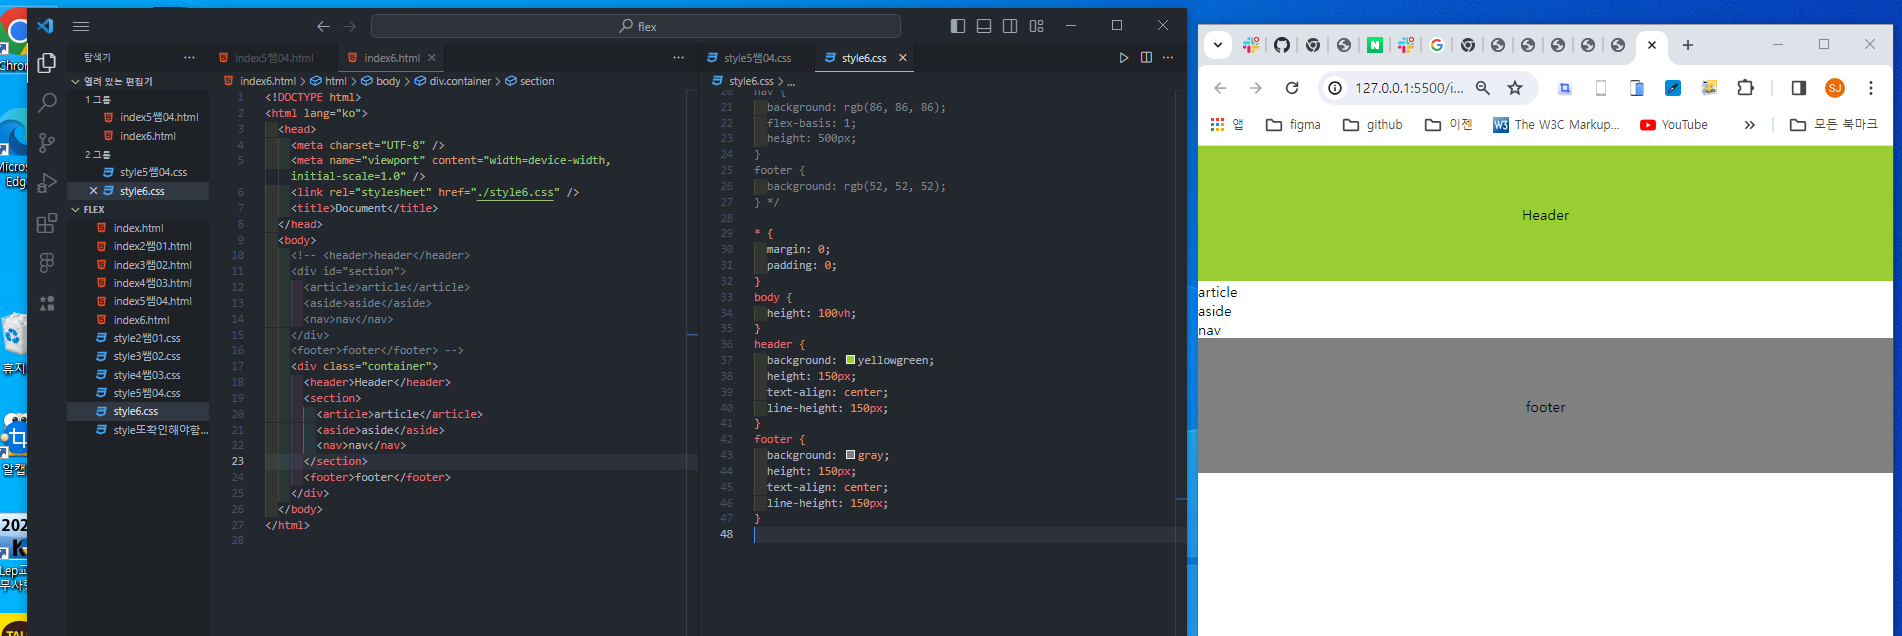 flex
탐색기
열려 있는 편집기
1 그룹
index5쌤04.html
index6.html
2 그룹
style5쌤04.css
style6.css
FLEX
index.html
index2쌤01.html
index3쌤02.html
index4쌤03.html
index5쌤04.html
index6.html
style2쌤01.css
style3쌤02.css
style4쌤03.css
style5쌤04.css
style6.css
style또확인해야함...
index5쌤04.html
index6.html
index6.html > html > body > div.container > section
1 <!DOCTYPE html>
2 <html lang="ko">
3 <head>
4 <meta charset="UTF-8" />
5 <meta name="viewport" content="width=device-width,
initial-scale=1.0" />
6 <link rel="stylesheet" href="./style6.css" />
7 <title>Document</title>
8 </head>
9 <body>
10 <!-- <header>header</header>
11 <div id="section">
12 <article>article</article>
13 <aside>aside</aside>
14 <nav>nav</nav>
15 </div>
16 <footer>footer</footer> -->
17 <div class="container">
18 <header>Header</header>
19 <section>
20 <article>article</article>
21 <aside>aside</aside>
22 <nav>nav</nav>
23 </section>
24 <footer>footer</footer>
25 </div>
26 </body>
27 </html>
28
style5쌤04.css
style6.css
style6.css > ...
20 nav {
21 background: rgb(86, 86, 86);
22 flex-basis: 1;
23 height: 500px;
24 }
25 footer {
26 background: rgb(52, 52, 52);
27 } */
28
29 * {
30 margin: 0;
31 padding: 0;
32 }
33 body {
34 height: 100vh;
35 }
36 header {
37 background: yellowgreen;
38 height: 150px;
39 text-align: center;
40 line-height: 150px;
41 }
42 footer {
43 background: gray;
44 height: 150px;
45 text-align: center;
46 line-height: 150px;
47 }
48
127.0.0.1:5500/i...
SJ
앱
figma
github
이젠
W3 The W3C Markup...
YouTube
»
모든 북마크
Header
article
aside
nav
footer
Chron
Micros
Edg
휴지
알캡
202